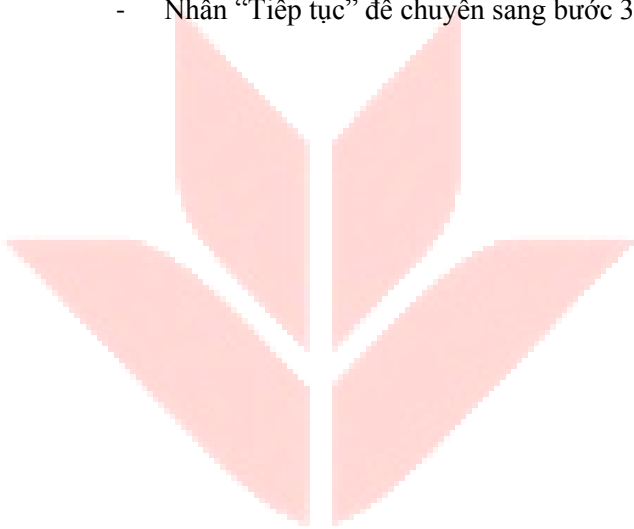 - Nhấn “Tiếp tục” để chuyển sang bước 3